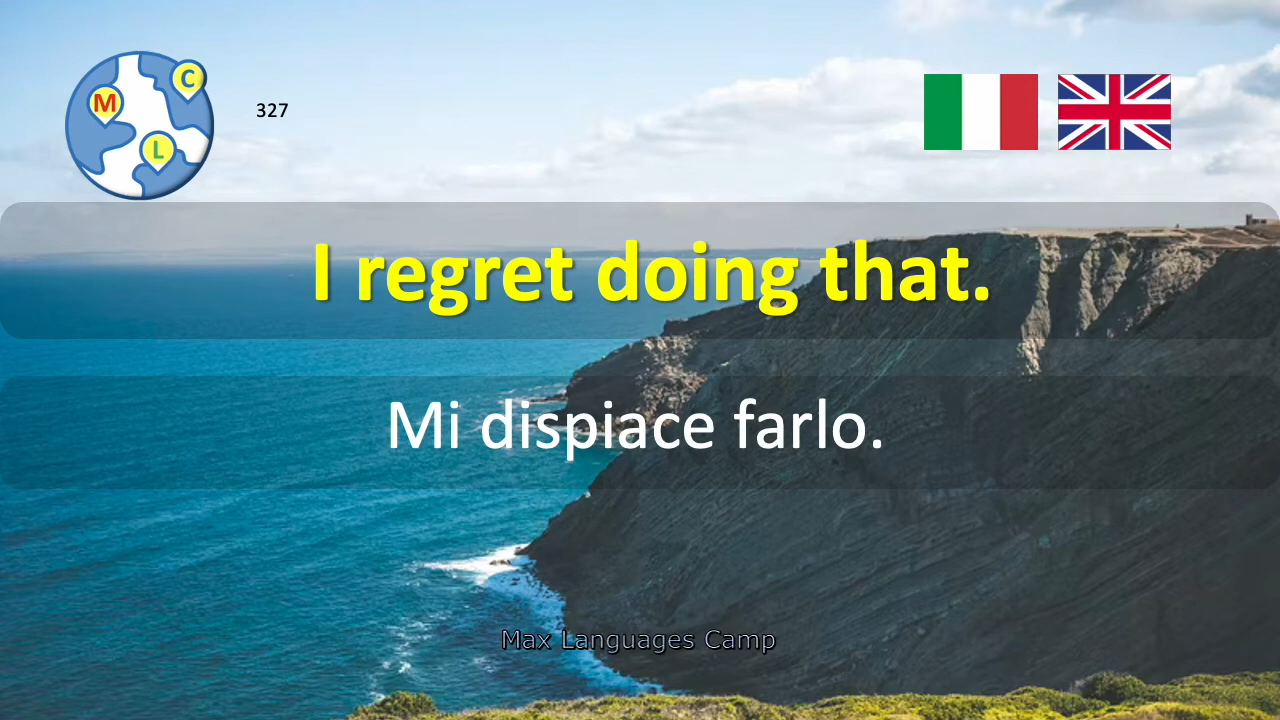 M
C
L
327
I regret doing that.
Mi dispiace farlo.
Max Languages Camp